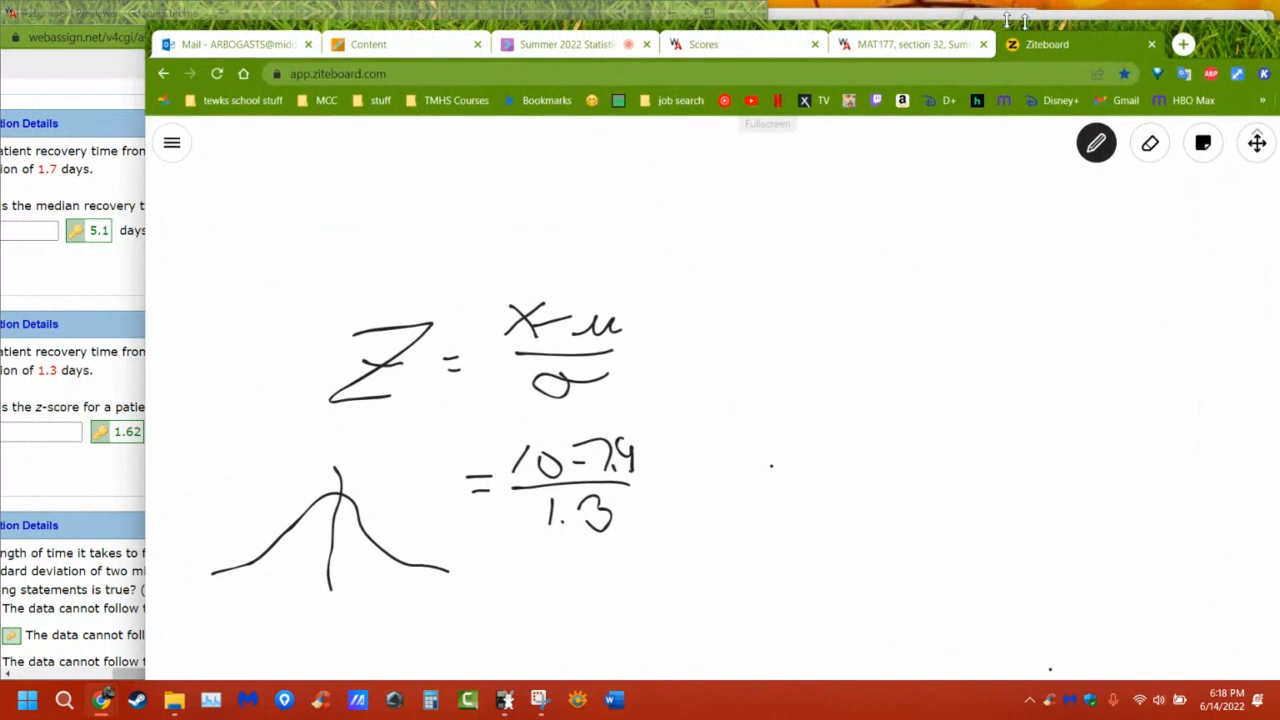 webassign.net/v4cgi/a
Mail - ARBOGASTS@midd
Content
Summer 2022 Statisti
Scores
MAT177, section 32, Sum
Ziteboard
app.ziteboard.com
tewks school stuff
MCC
stuff
TMHS Courses
Bookmarks
job search
TV
D+
Disney+
Gmail
HBO Max
»
Fullscreen
tion Details
atient recovery time from
ion of 1.7 days.
s the median recovery t
5.1 days
tion Details
atient recovery time from
ion of 1.3 days.
s the z-score for a patie
1.62
tion Details
ngth of time it takes to f
dard deviation of two mi
ng statements is true? (
The data cannot follow t
The data cannot foll
The data cannot follow t
Z = x-μ
σ
= 10-7.9
1.3
6:18 PM
6/14/2022